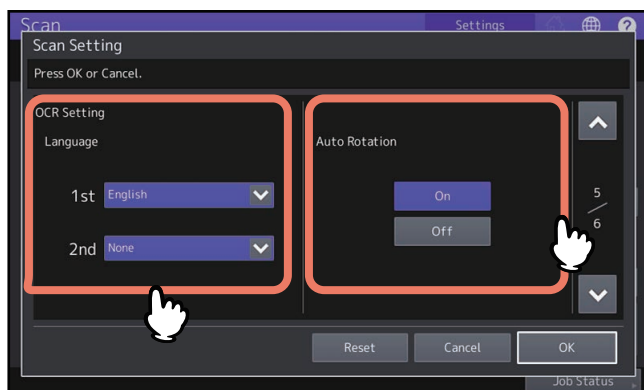 Scan
Settings
?
Scan Setting
Press OK or Cancel.
OCR Setting
Language
1st English
2nd None
Auto Rotation
On
Off
5
6
Reset
Cancel
OK
Job Status